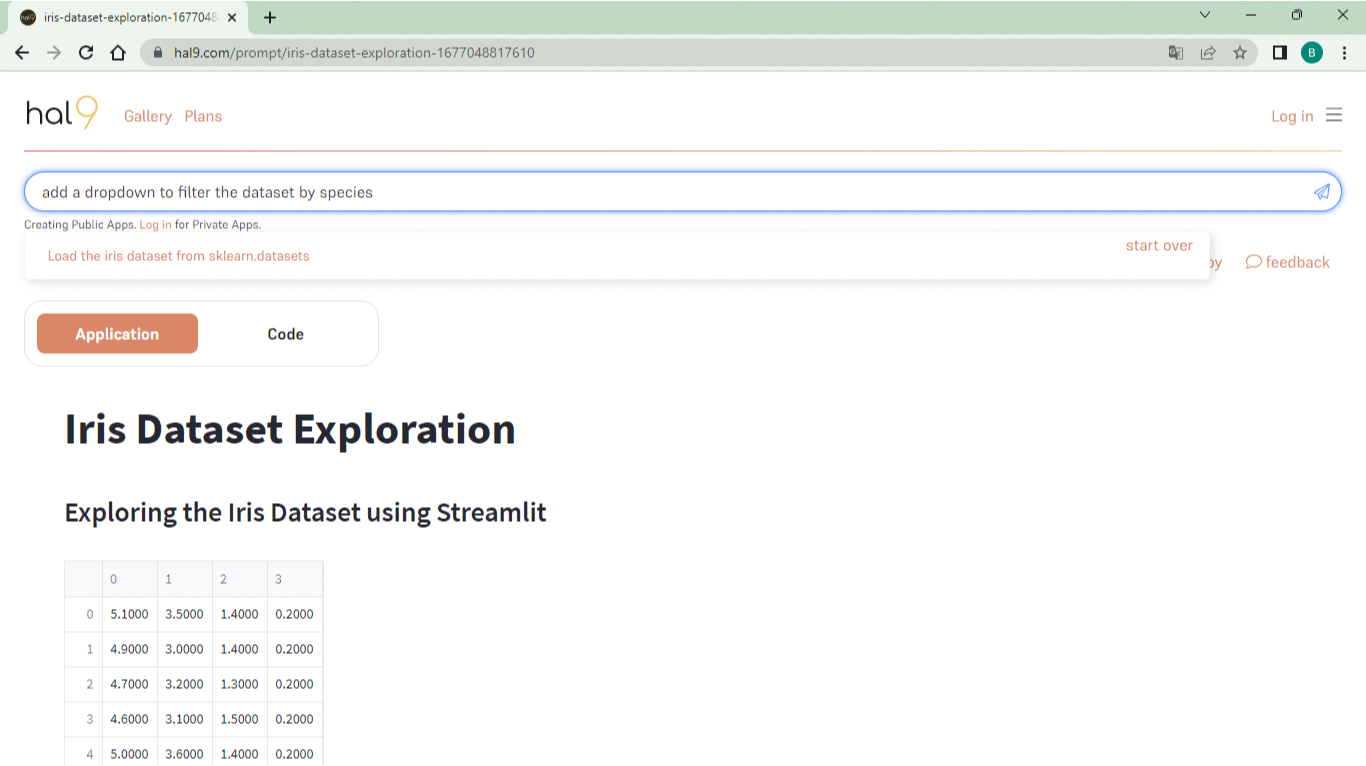 iris-dataset-exploration-1677048
hal9.com/prompt/iris-dataset-exploration-1677048817610
B
hal9
Gallery Plans
Log in
add a dropdown to filter the dataset by species
Creating Public Apps. Log in for Private Apps.
Load the iris dataset from sklearn.datasets
start over
feedback
Application
Code
Iris Dataset Exploration
Exploring the Iris Dataset using Streamlit
0 1 2 3
0 5.1000 3.5000 1.4000 0.2000
1 4.9000 3.0000 1.4000 0.2000
2 4.7000 3.2000 1.3000 0.2000
3 4.6000 3.1000 1.5000 0.2000
4 5.0000 3.6000 1.4000 0.2000